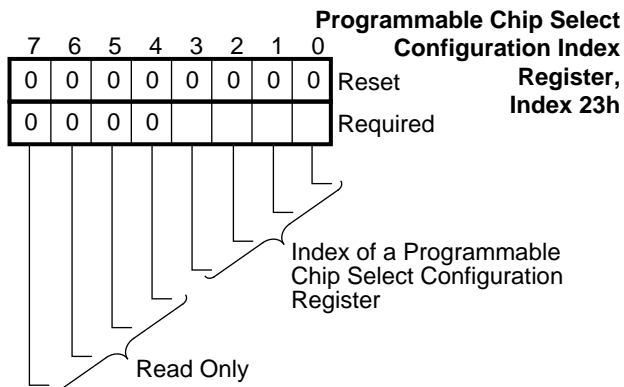 Programmable Chip Select
Configuration Index
Register,
Index 23h
7 6 5 4 3 2 1 0
0 0 0 0 0 0 0 0 Reset
0 0 0 0 Required
Index of a Programmable
Chip Select Configuration
Register
Read Only